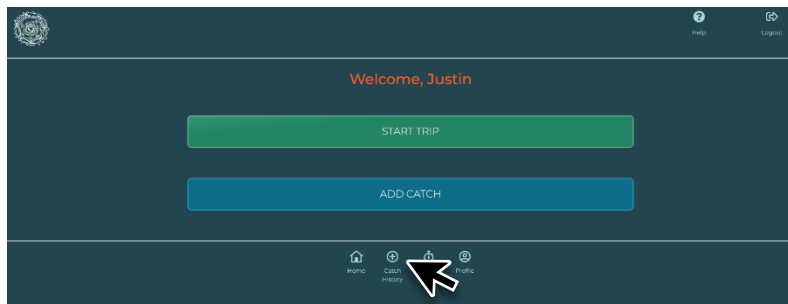 Help
Logout
Welcome, Justin
START TRIP
ADD CATCH
Home
Catch
History
Profile